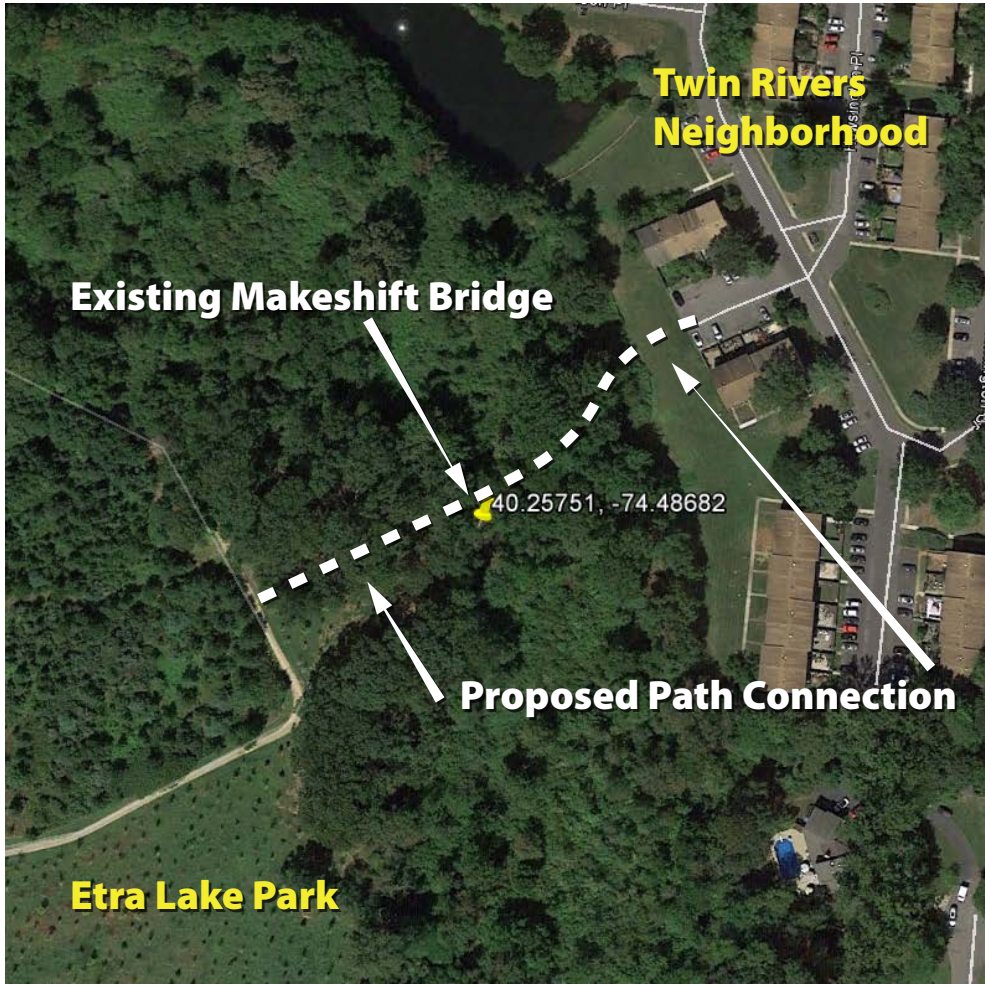 Twin Rivers
Neighborhood
Existing Makeshift Bridge
40.25751, -74.48682
Proposed Path Connection
Etra Lake Park